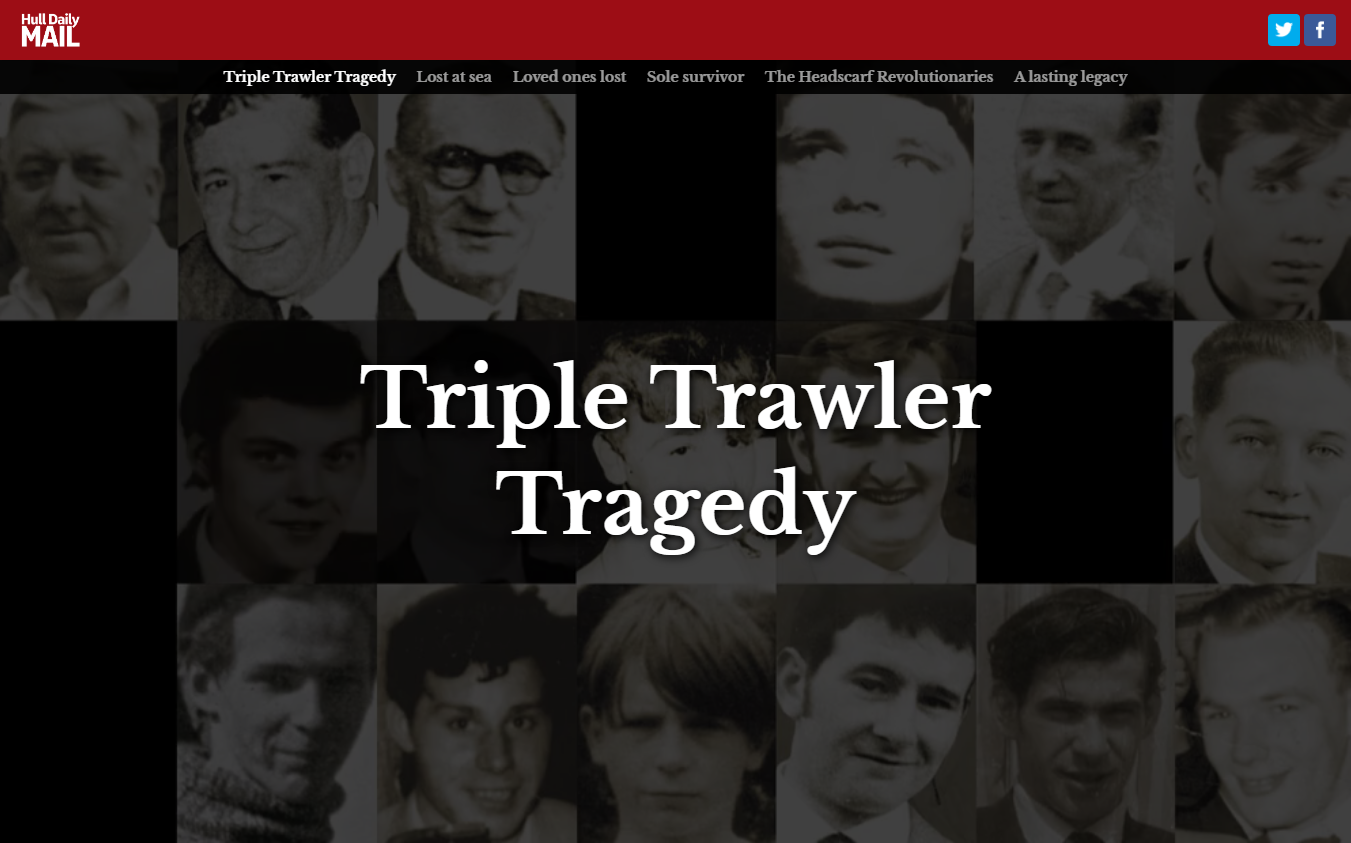 Hull Daily
MAIL
Triple Trawler Tragedy Lost at sea Loved ones lost Sole survivor The Headscarf Revolutionaries A lasting legacy
Triple Trawler
Tragedy